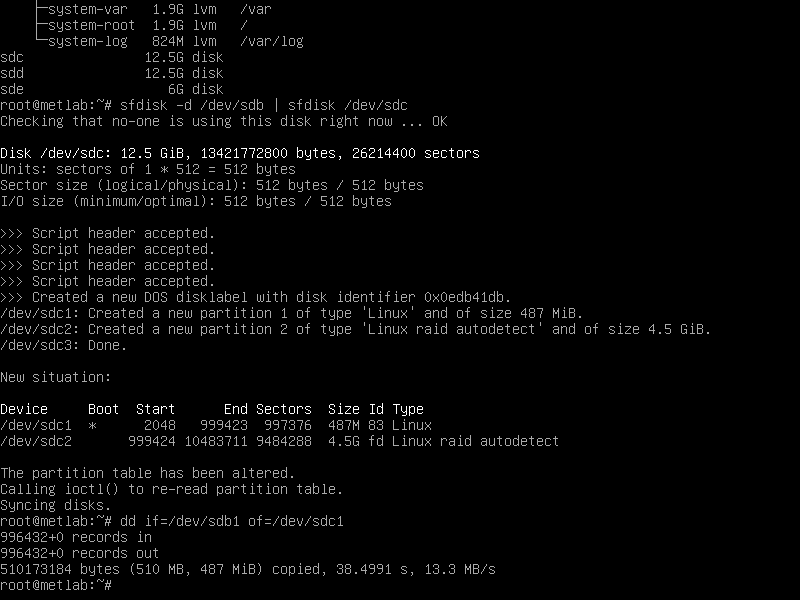 ├─system-var   1.9G lvm   /var
├─system-root  1.9G lvm   /
└─system-log   824M lvm   /var/log
sdc               12.5G disk
sdd               12.5G disk
sde                  6G disk
root@metlab:~# sfdisk -d /dev/sdb | sfdisk /dev/sdc
Checking that no-one is using this disk right now ... OK
Disk /dev/sdc: 12.5 GiB, 13421772800 bytes, 26214400 sectors
Units: sectors of 1 * 512 = 512 bytes
Sector size (logical/physical): 512 bytes / 512 bytes
I/O size (minimum/optimal): 512 bytes / 512 bytes
>>> Script header accepted.
>>> Script header accepted.
>>> Script header accepted.
>>> Script header accepted.
>>> Created a new DOS disklabel with disk identifier 0x0edb41db.
/dev/sdc1: Created a new partition 1 of type 'Linux' and of size 487 MiB.
/dev/sdc2: Created a new partition 2 of type 'Linux raid autodetect' and of size 4.5 GiB.
/dev/sdc3: Done.
New situation:
Device     Boot  Start      End Sectors  Size Id Type
/dev/sdc1  *      2048   999423  997376  487M 83 Linux
/dev/sdc2       999424 10483711 9484288  4.5G fd Linux raid autodetect
The partition table has been altered.
Calling ioctl() to re-read partition table.
Syncing disks.
root@metlab:~# dd if=/dev/sdb1 of=/dev/sdc1
996432+0 records in
996432+0 records out
510173184 bytes (510 MB, 487 MiB) copied, 38.4991 s, 13.3 MB/s
root@metlab:~#